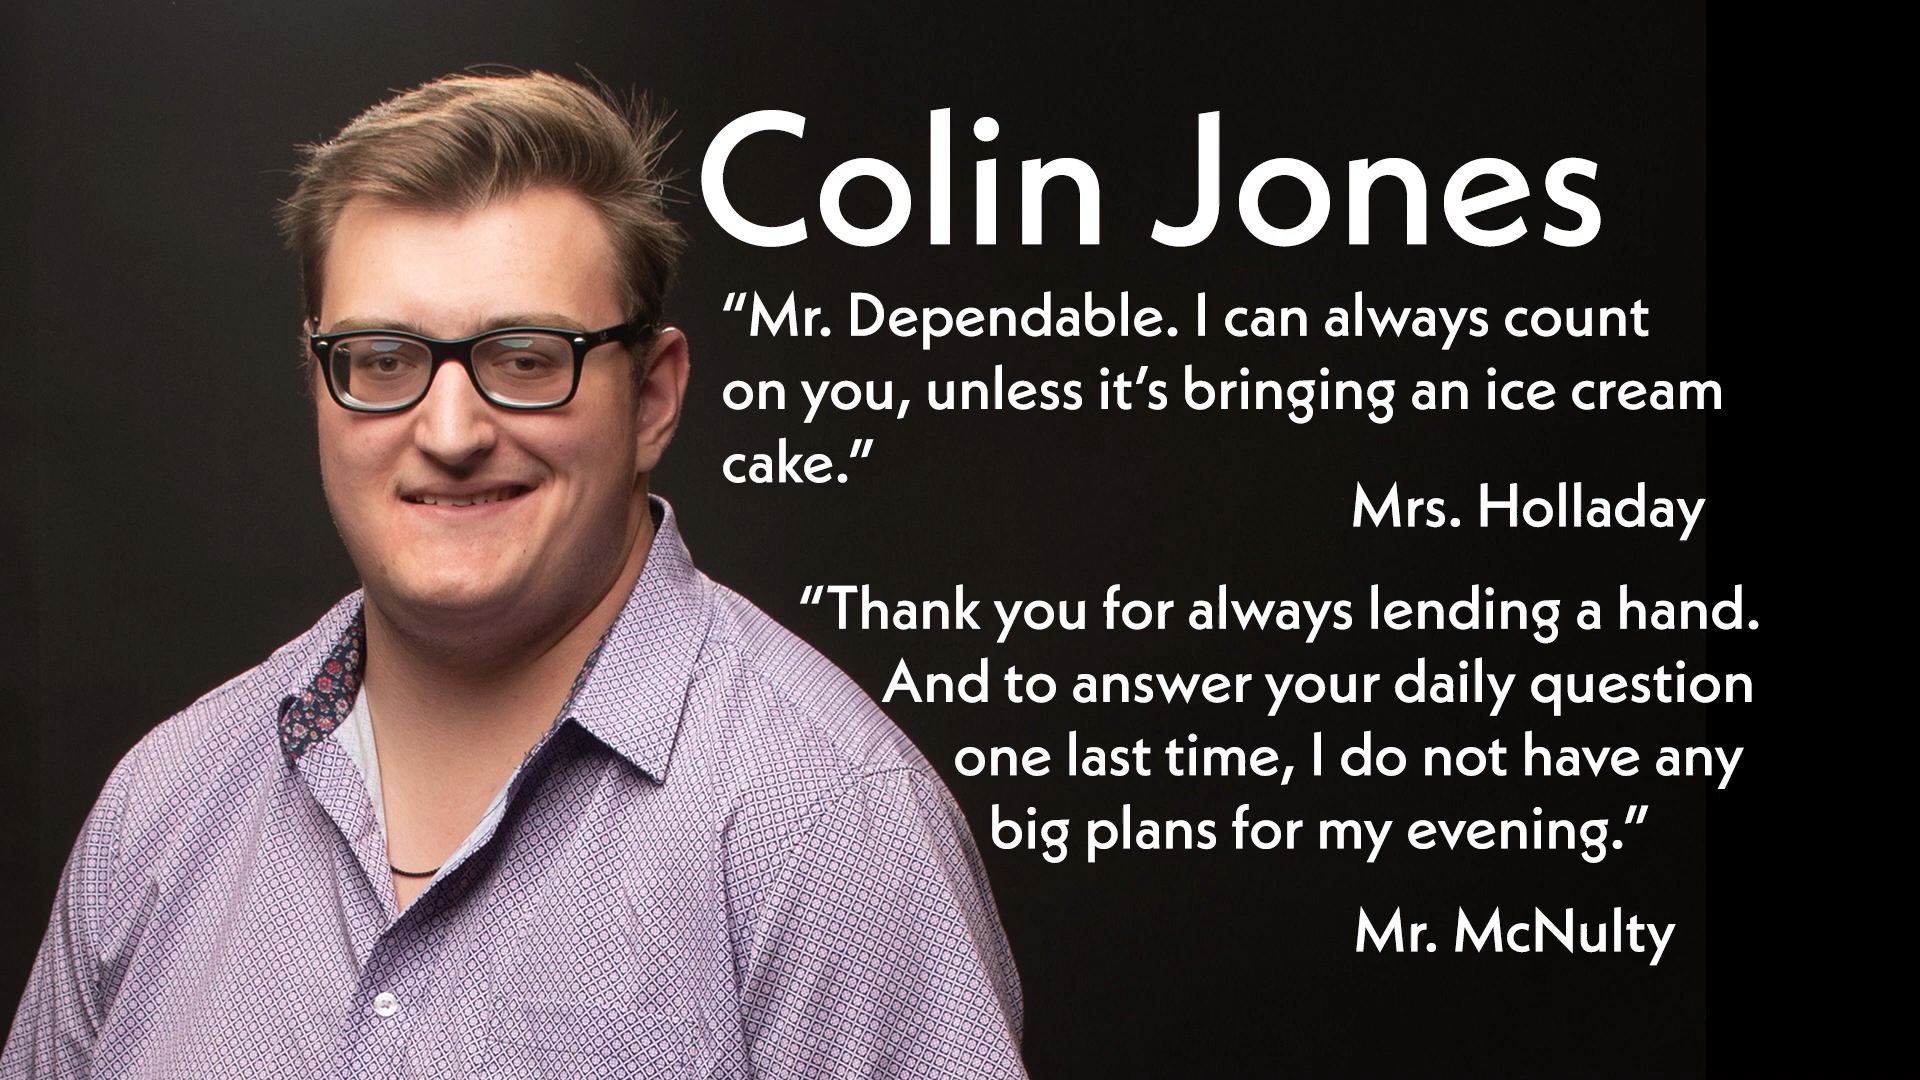 Colin Jones
“Mr. Dependable. I can always count
on you, unless it’s bringing an ice cream
cake.”
Mrs. Holladay
“Thank you for always lending a hand.
And to answer your daily question
one last time, I do not have any
big plans for my evening.”
Mr. McNulty